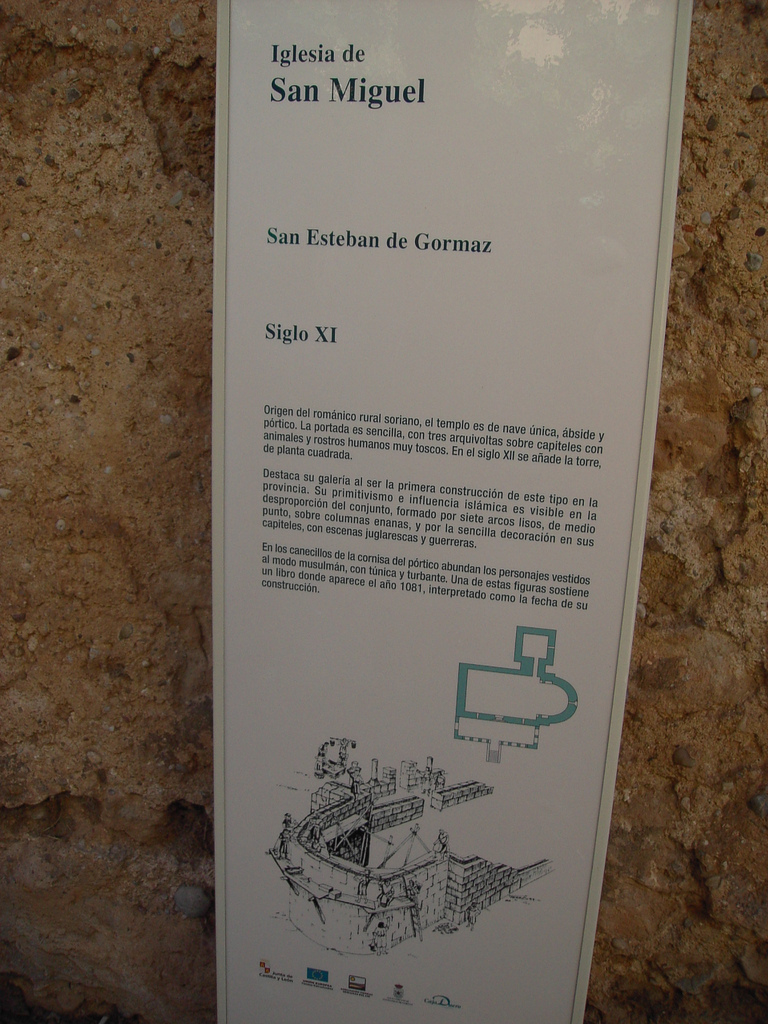 Iglesia de
San Miguel
San Esteban de Gormaz
Siglo XI
Origen del románico rural soriano, el templo es de nave única, ábside y
pórtico. La portada es sencilla, con tres arquivoltas sobre capiteles con
animales y rostros humanos muy toscos. En el siglo XII se añade la torre,
de planta cuadrada.
Destaca su galería al ser la primera construcción de este tipo en la
provincia. Su primitivismo e influencia islámica es visible en la
desproporción del conjunto, formado por siete arcos lisos, de medio
punto, sobre columnas enanas, y por la sencilla decoración en sus
capiteles, con escenas juglarescas y guerreras.
En los canecillos de la cornisa del pórtico abundan los personajes vestidos
al modo musulmán, con túnica y turbante. Una de estas figuras sostiene
un libro donde aparece el año 1081, interpretado como la fecha de su
construcción.
Junta de
Castilla y León